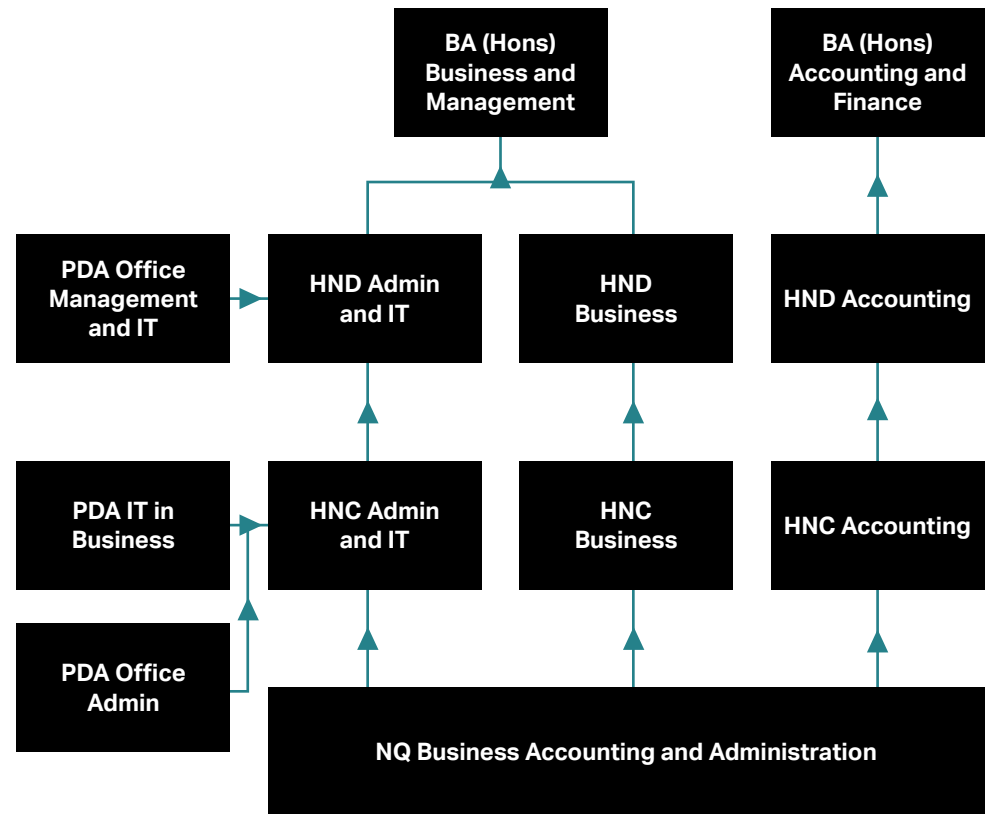 BA (Hons)
Business and
Management
BA (Hons)
Accounting and
Finance
PDA Office
Management
and IT
HND Admin
and IT
HND
Business
HND Accounting
PDA IT in
Business
HNC Admin
and IT
HNC
Business
HNC Accounting
PDA Office
Admin
NQ Business Accounting and Administration